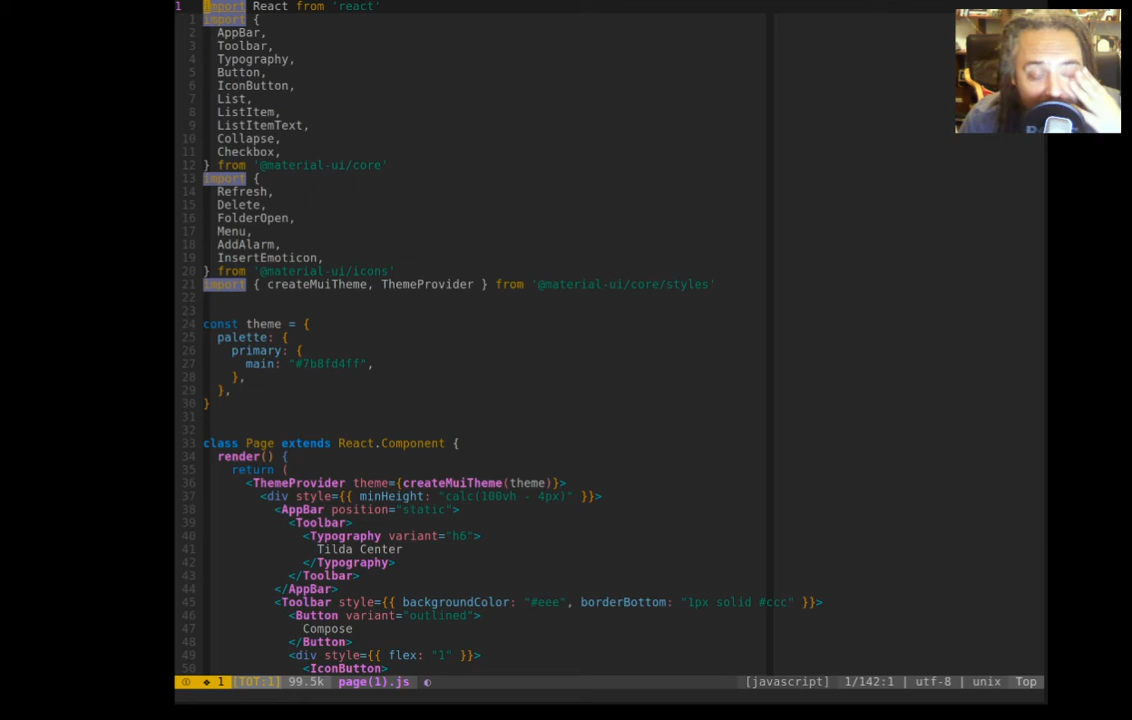 1 import React from 'react'
1 import {
2 AppBar,
3 Toolbar,
4 Typography,
5 Button,
6 IconButton,
7 List,
8 ListItem,
9 ListItemText,
10 Collapse,
11 Checkbox,
12 } from '@material-ui/core'
13 import {
14 Refresh,
15 Delete,
16 FolderOpen,
17 Menu,
18 AddAlarm,
19 InsertEmoticon,
20 } from '@material-ui/icons'
21 import { createMuiTheme, ThemeProvider } from '@material-ui/core/styles'
22
23
24 const theme = {
25 palette: {
26 primary: {
27 main: "#7b8fd4ff",
28 },
29 },
30 }
31
32
33 class Page extends React.Component {
34 render() {
35 return (
36 <ThemeProvider theme={createMuiTheme(theme)}>
37 <div style={{ minHeight: "calc(100vh - 4px)" }}>
38 <AppBar position="static">
39 <Toolbar>
40 <Typography variant="h6">
41 Tilda Center
42 </Typography>
43 </Toolbar>
44 </AppBar>
45 <Toolbar style={{ backgroundColor: "#eee", borderBottom: "1px solid #ccc" }}>
46 <Button variant="outlined">
47 Compose
48 </Button>
49 <div style={{ flex: "1" }}>
50 <IconButton>
① ❖ 1 [TOT:1] 99.5k page(1).js ◐ [javascript] 1/142:1 | utf-8 | unix Top